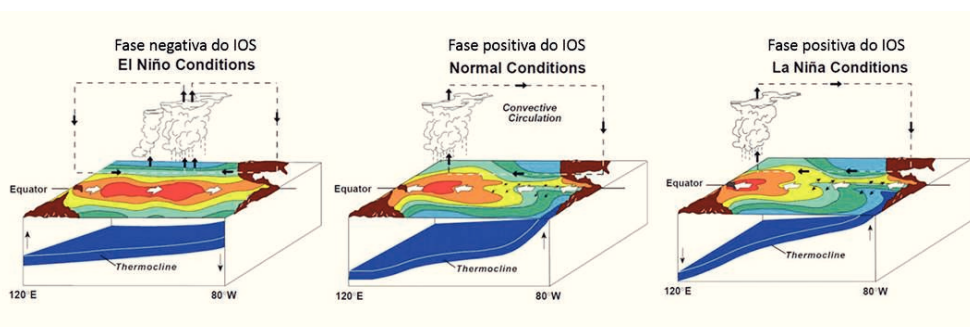 Fase negativa do IOS
El Niño Conditions
Equator
Thermocline
120°E
80°W
Fase positiva do IOS
Normal Conditions
Convective
Circulation
Equator
Thermocline
120°E
80°W
Fase positiva do IOS
La Niña Conditions
Equator
Thermocline
120°E
80°W